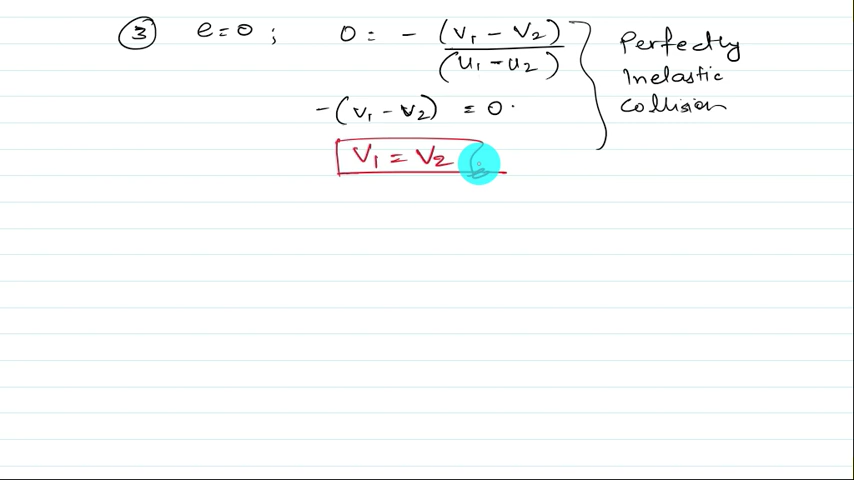 ③ e=0 ; 0 = - (V₁ - V₂) / (u₁ - u₂)
Perfectly
Inelastic
Collision
-(v₁ - v₂) = 0.
V₁ = V₂